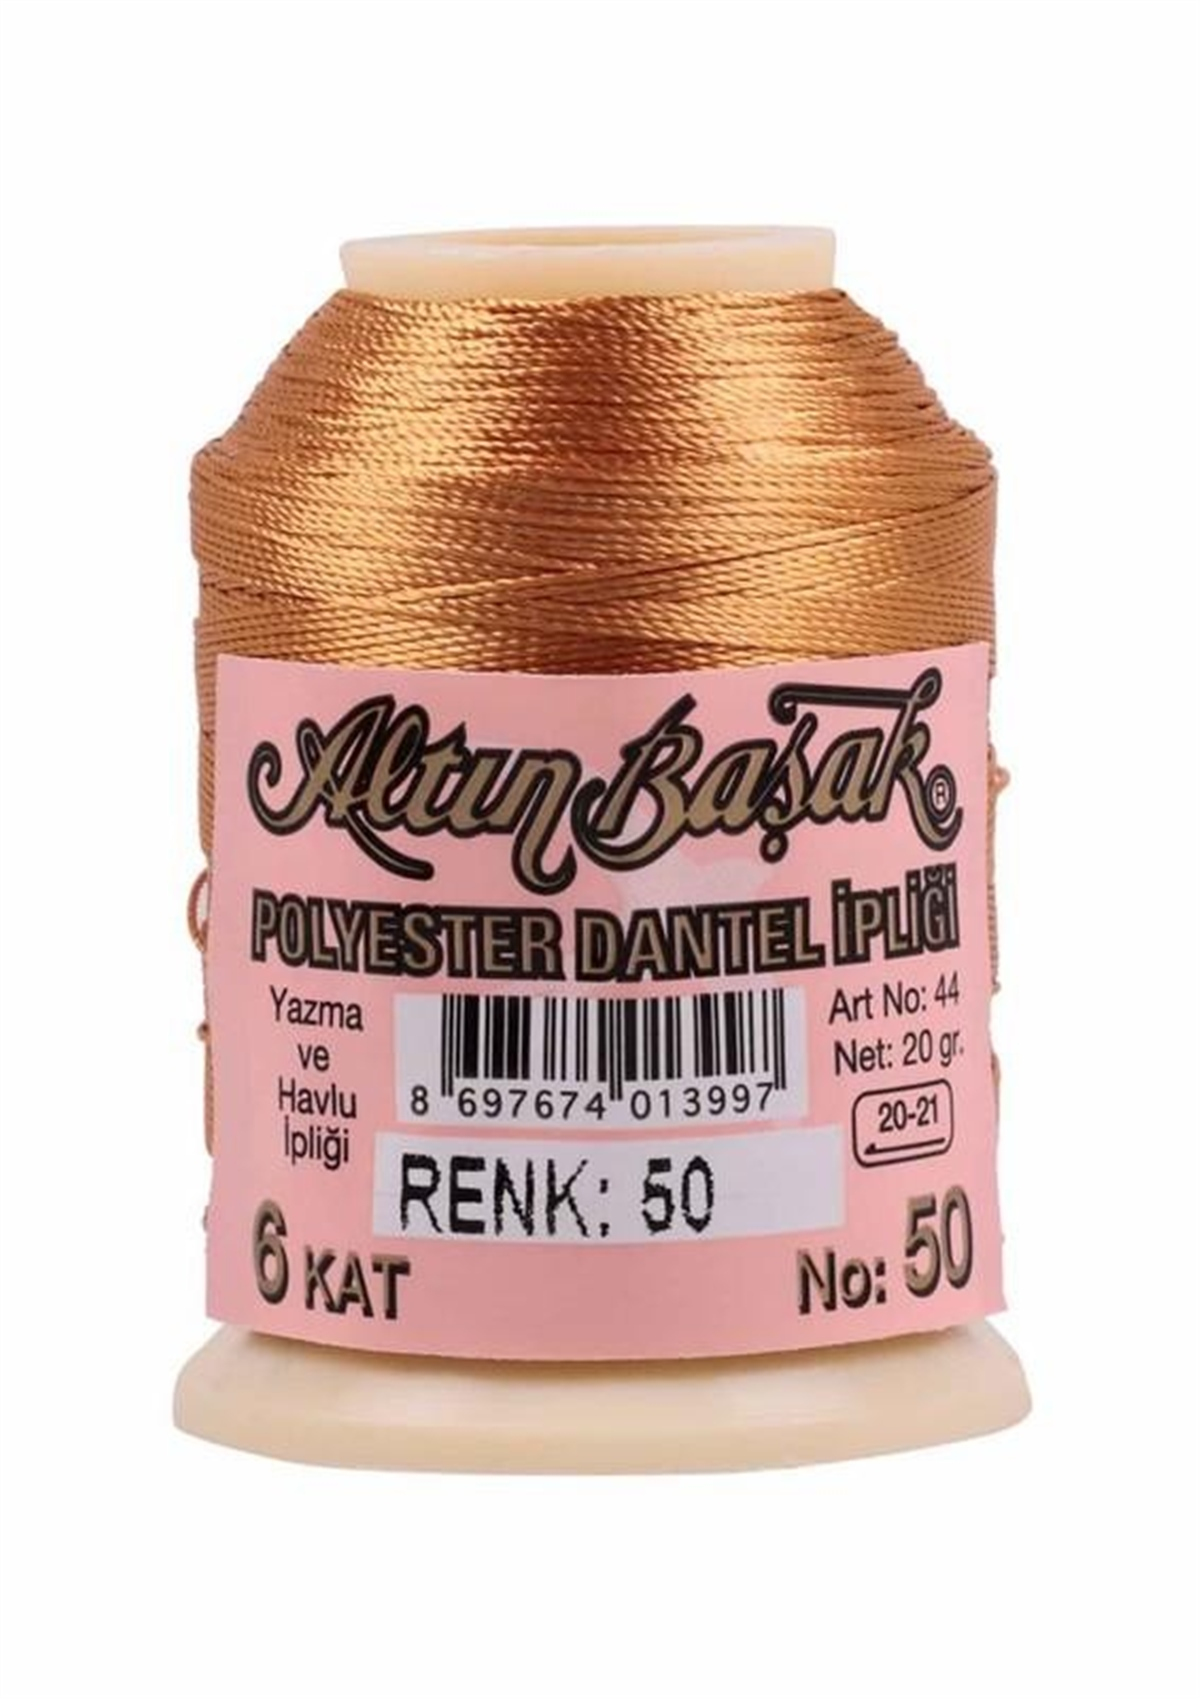 Altın Başak ®
POLYESTER DANTEL İPLİĞİ
Yazma
ve
Havlu
İpliği
8 697674 013997
Art No: 44
Net: 20 gr.
20-21
RENK: 50
6 KAT
No: 50